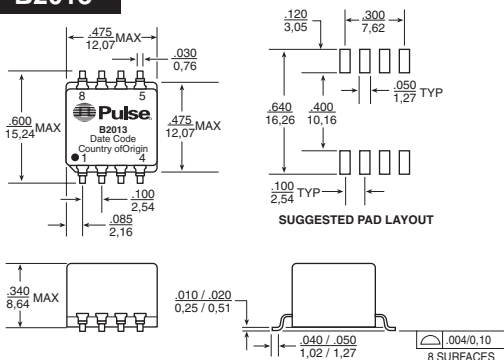 B2013
.475
12,07 MAX
.030
0,76
.600
15,24 MAX
8 5
Pulse
B2013
Date Code
Country ofOrigin
1 4
.475
12,07 MAX
.100
2,54
.085
2,16
.120
3,05
.300
7,62
.050
1,27 TYP
.640
16,26
.400
10,16
.100
2,54 TYP
SUGGESTED PAD LAYOUT
.340
8,64 MAX
.010 / .020
0,25 / 0,51
.040 / .050
1,02 / 1,27
.004/0,10
8 SURFACES